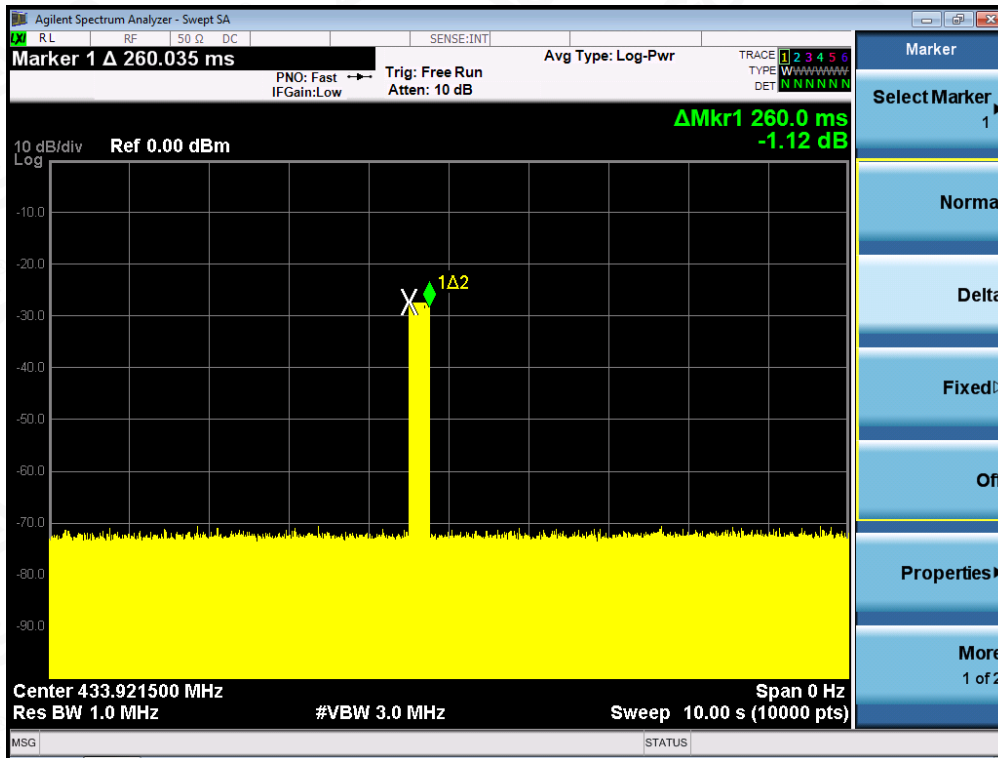 Agilent Spectrum Analyzer - Swept SA
LXI RL RF 50 Ω DC SENSE:INT
Marker 1 Δ 260.035 ms
PNO: Fast
IFGain:Low
Trig: Free Run
Atten: 10 dB
Avg Type: Log-Pwr
TRACE 1 2 3 4 5 6
TYPE W
DET N N N N N N
ΔMkr1 260.0 ms
-1.12 dB
10 dB/div Ref 0.00 dBm
Log
-10.0
-20.0
-30.0
-40.0
-50.0
-60.0
-70.0
-80.0
-90.0
X 1Δ2
Center 433.921500 MHz Span 0 Hz
Res BW 1.0 MHz #VBW 3.0 MHz Sweep 10.00 s (10000 pts)
MSG STATUS
Marker
Select Marker
1
Norma
Delta
Fixed
Of
Properties
More
1 of 2